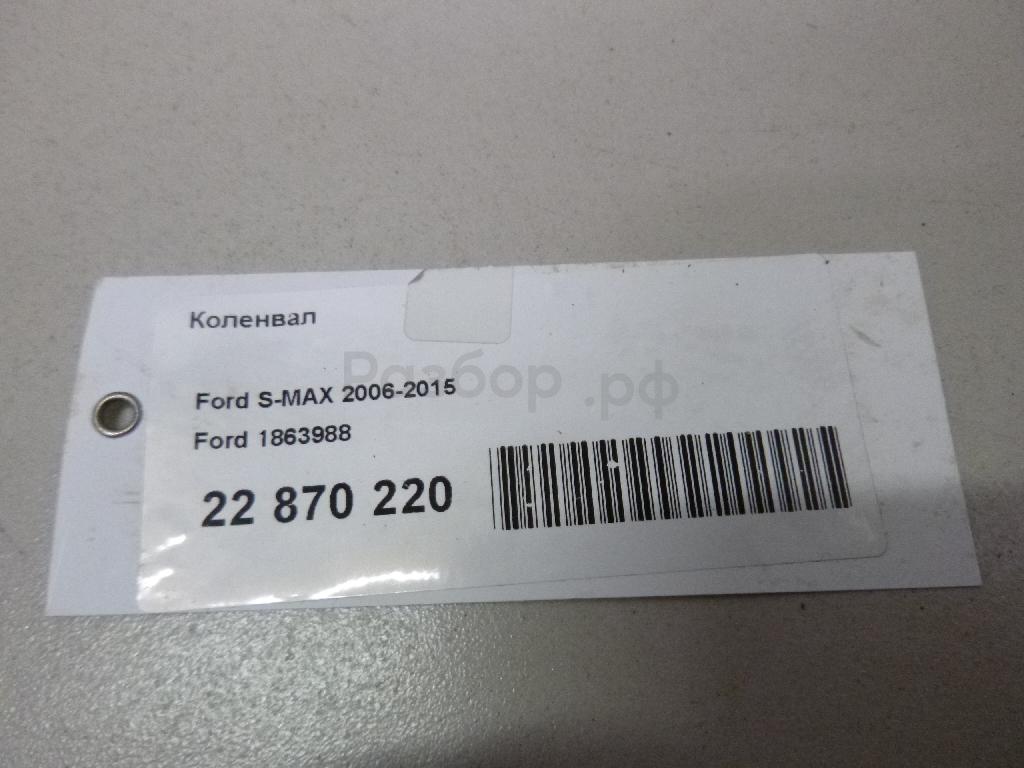 Коленвал
Разбор.рф
Ford S-MAX 2006-2015
Ford 1863988
22 870 220